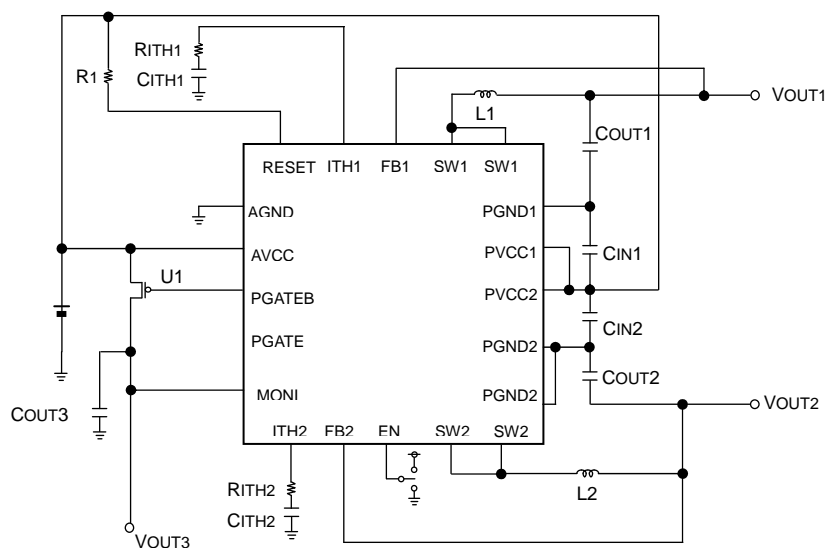 RITH1
R1
CITH1
L1
VOUT1
COUT1
RESET ITH1 FB1 SW1 SW1
AGND
PGND1
AVCC
PVCC1
CIN1
U1
PGATEB
PVCC2
CIN2
PGATE
PGND2
COUT2
MONI
PGND2
VOUT2
COUT3
ITH2 FB2 EN SW2 SW2
RITH2
L2
CITH2
VOUT3